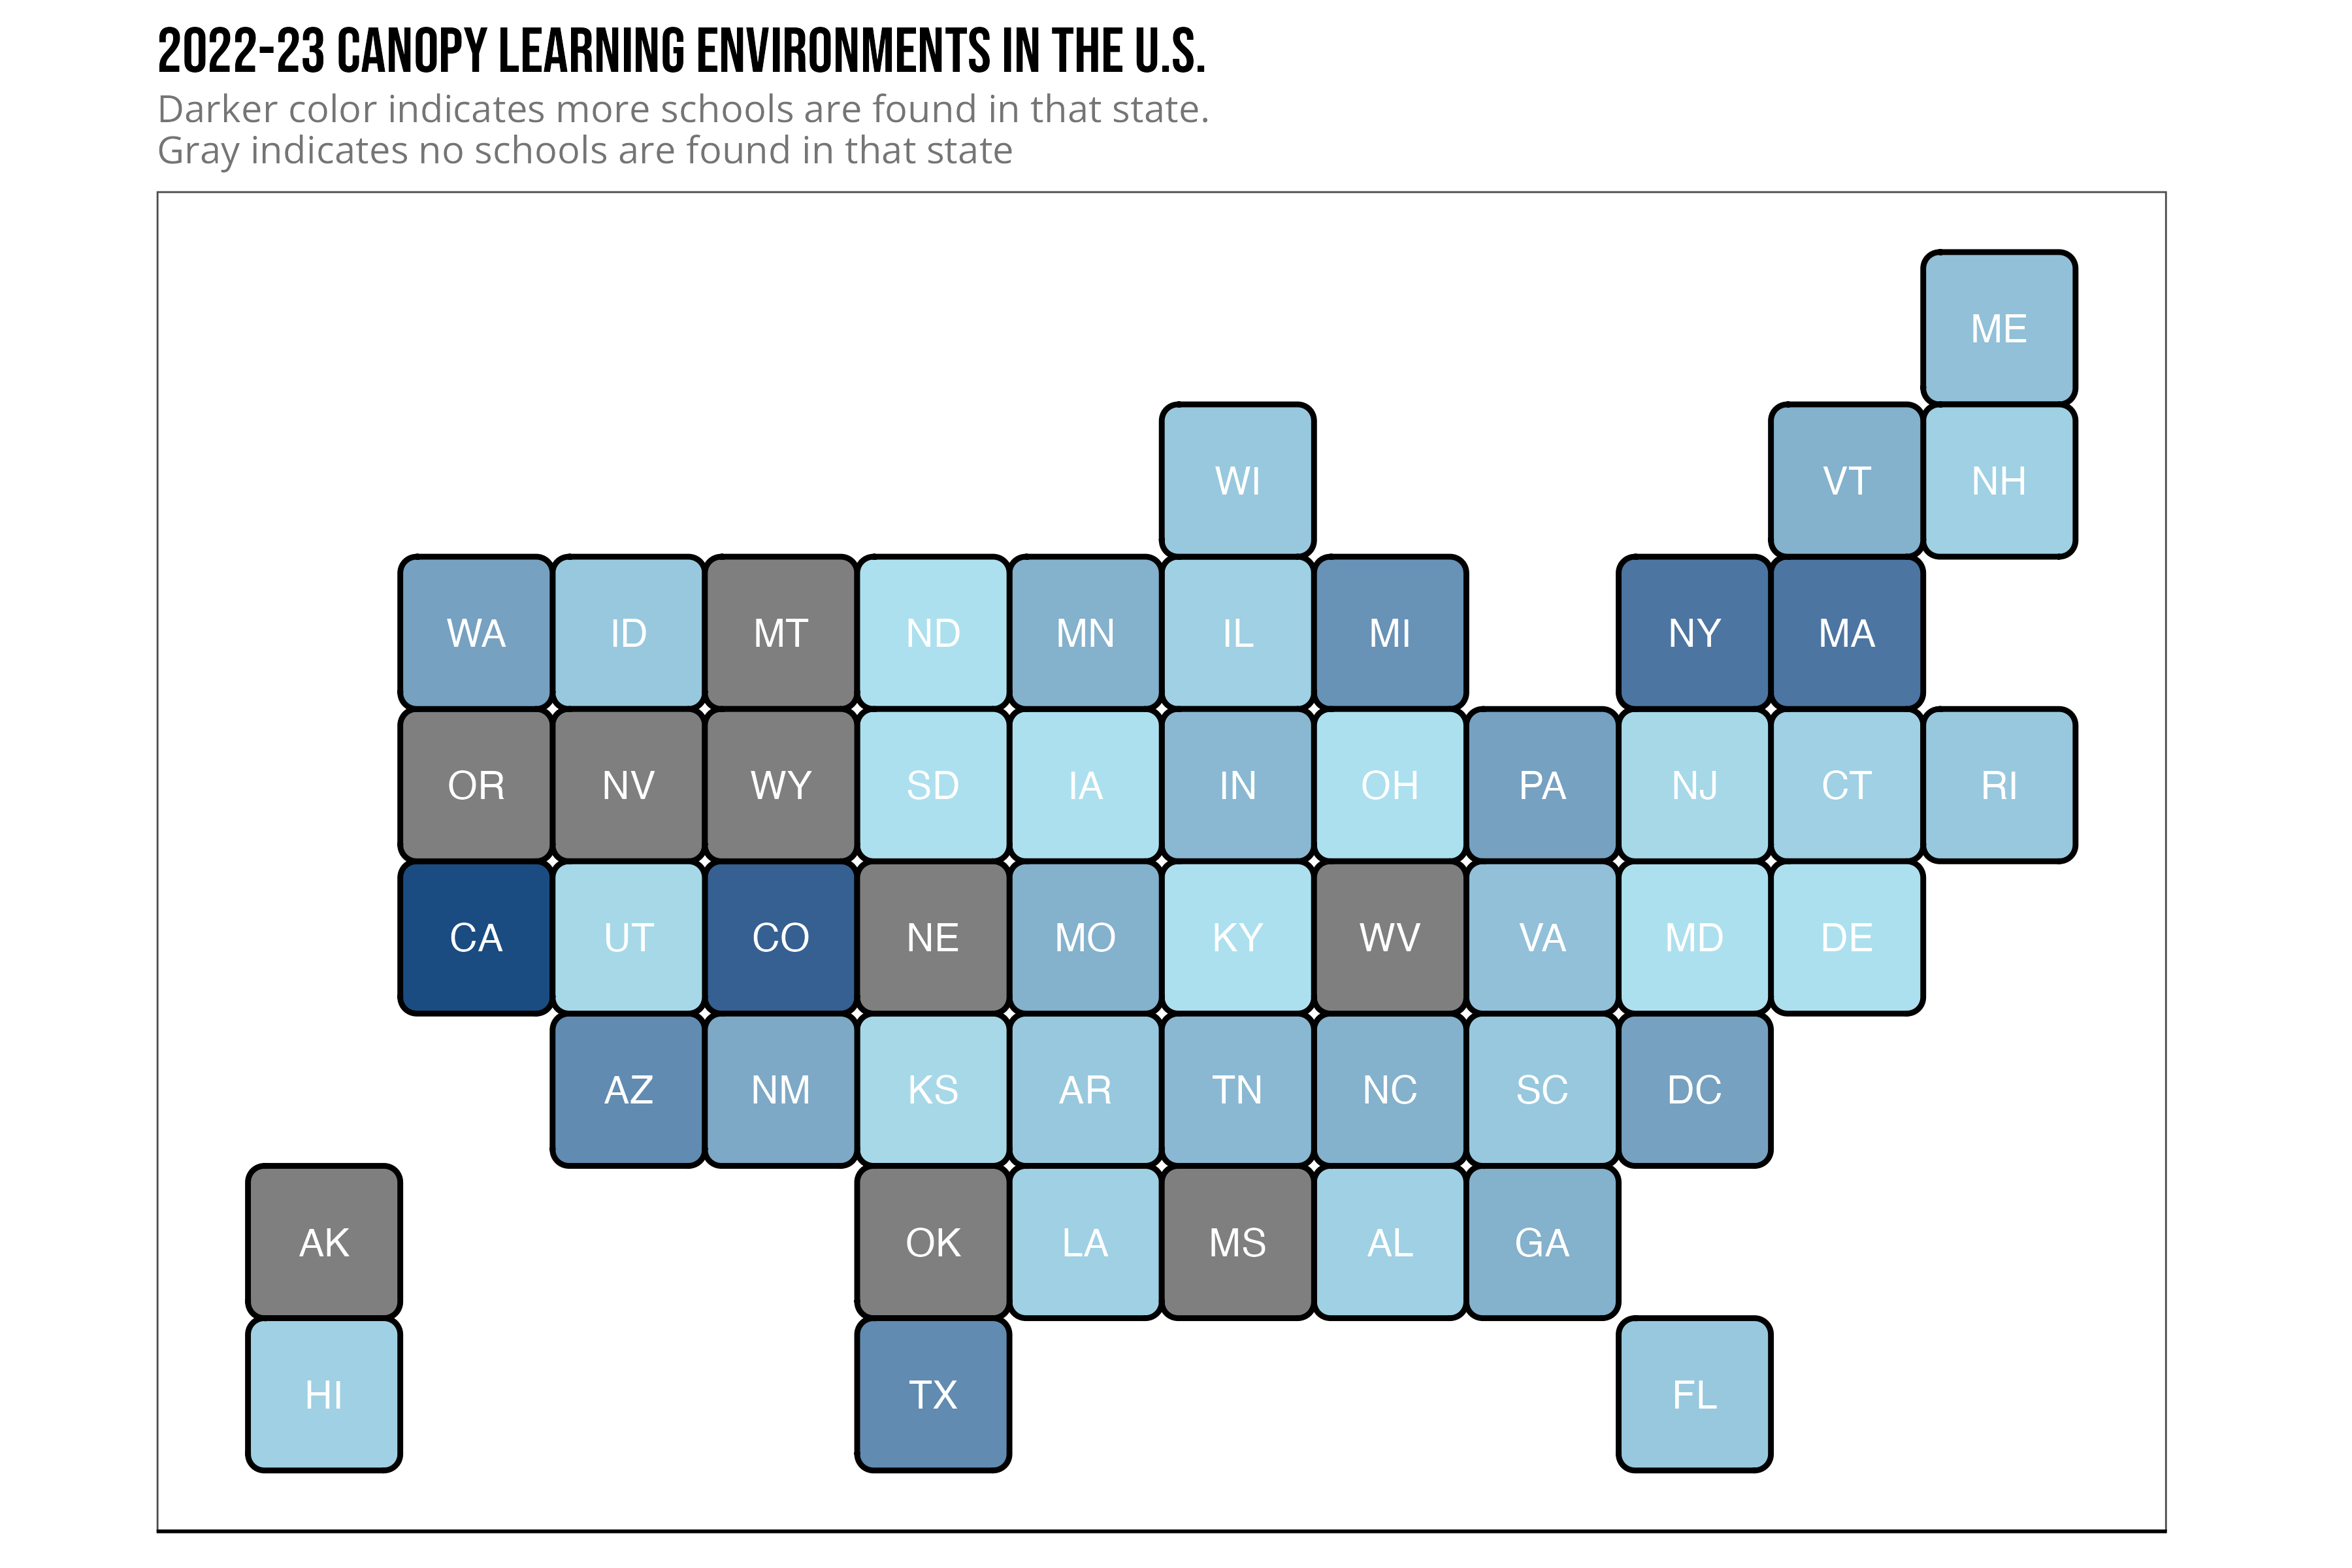 2022-23 CANOPY LEARNING ENVIRONMENTS IN THE U.S.
Darker color indicates more schools are found in that state.
Gray indicates no schools are found in that state
ME
WI VT NH
WA ID MT ND MN IL MI NY MA
OR NV WY SD IA IN OH PA NJ CT RI
CA UT CO NE MO KY WV VA MD DE
AZ NM KS AR TN NC SC DC
AK OK LA MS AL GA
HI TX FL